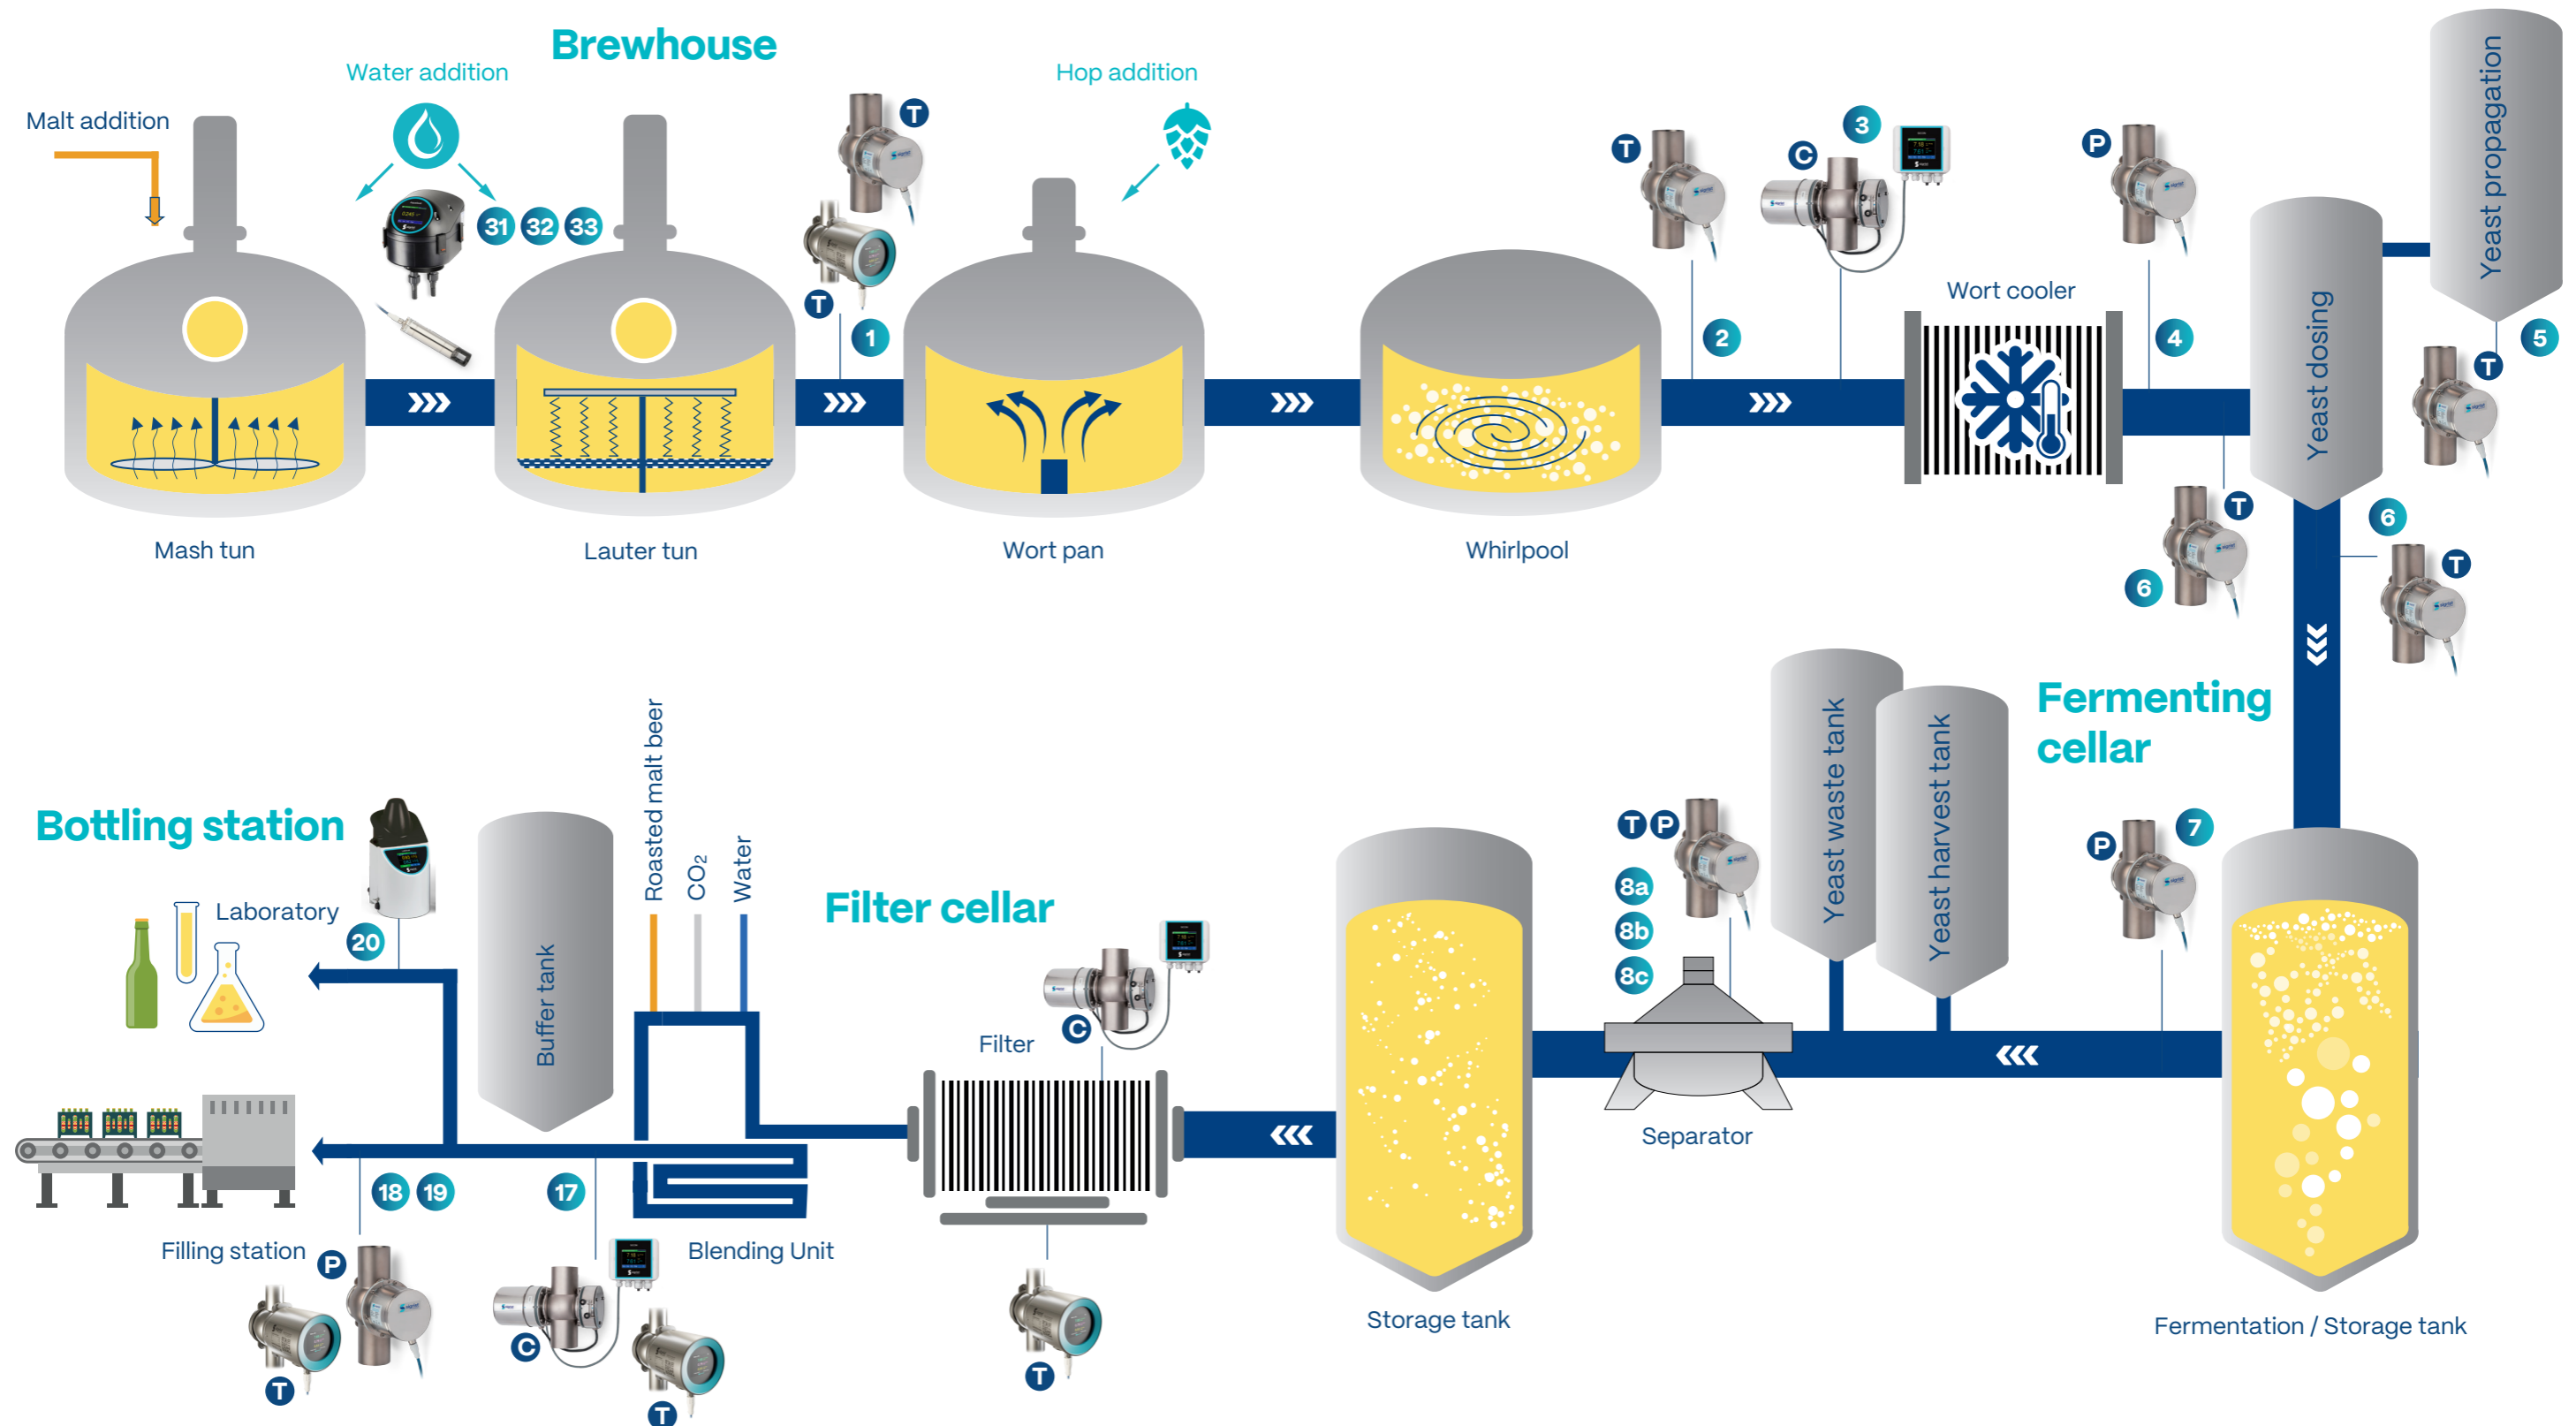 Brewhouse
Water addition
Hop addition
Malt addition
T
3
T
C
P
31 32 33
T
1
2
Wort cooler
4
Yeast dosing
Yeast propagation
5
T
Mash tun
Lauter tun
Wort pan
Whirlpool
T
6
6
T
Fermenting
cellar
Yeast waste tank
Yeast harvest tank
7
P
T P
8a
8b
8c
Separator
Fermentation / Storage tank
Storage tank
Filter cellar
C
Filter
T
Roasted malt beer
CO₂
Water
Blending Unit
Buffer tank
17
C
T
Bottling station
Laboratory
20
18 19
Filling station
P
T